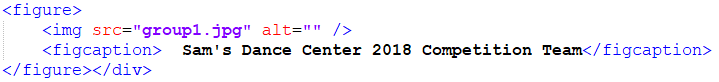 <figure>
<img src="group1.jpg" alt="" />
<figcaption>  Sam's Dance Center 2018 Competition Team</figcaption>
</figure></div>